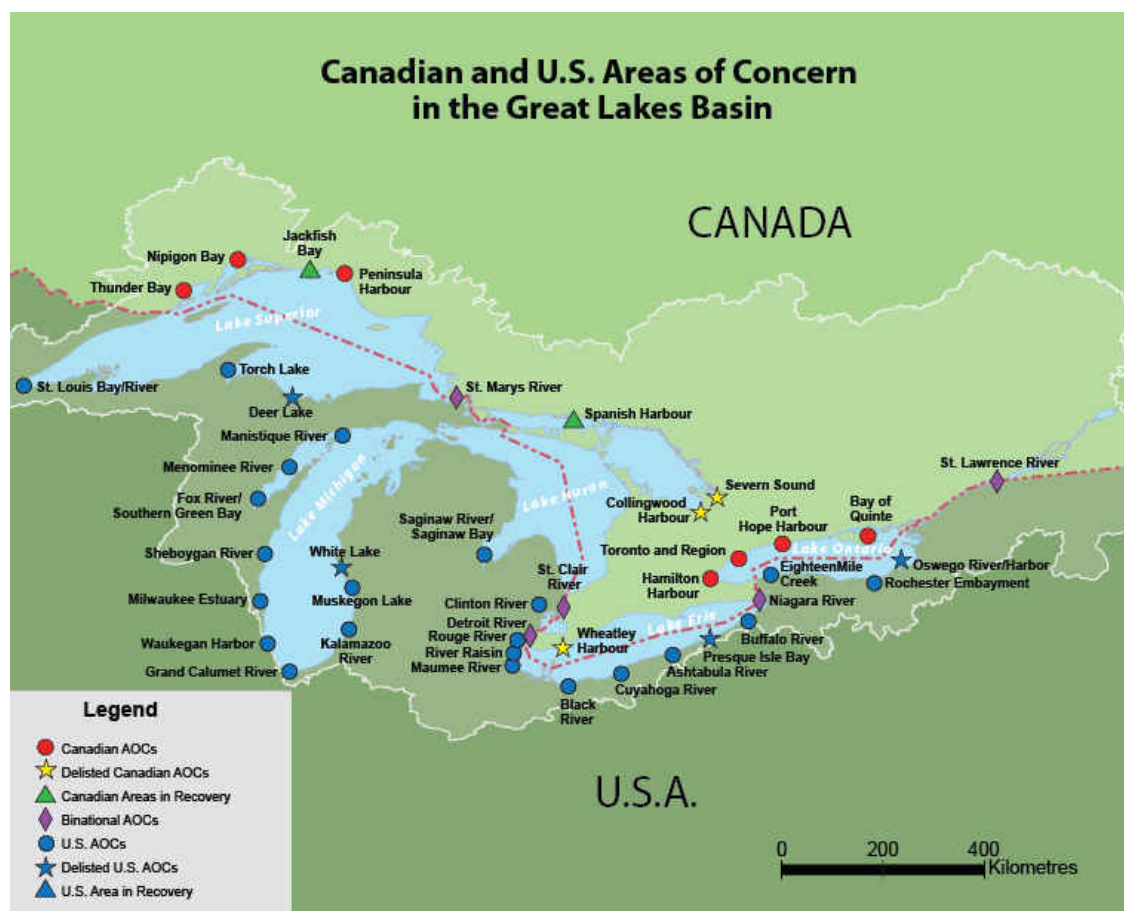 Canadian and U.S. Areas of Concern
in the Great Lakes Basin
CANADA
Jackfish
Bay
Nipigon Bay
Peninsula
Harbour
Thunder Bay
Lake Superior
St. Louis Bay/River
Torch Lake
St. Marys River
Deer Lake
Spanish Harbour
Manistique River
Menominee River
Lake Michigan
Lake Huron
St. Lawrence River
Fox River/
Southern Green Bay
Severn Sound
Collingwood
Harbour
Port
Hope Harbour
Bay of
Quinte
Saginaw River/
Saginaw Bay
Sheboygan River
White Lake
Toronto and Region
Lake Ontario
Oswego River/Harbor
St. Clair
River
Hamilton
Harbour
EighteenMile
Creek
Rochester Embayment
Milwaukee Estuary
Muskegon Lake
Clinton River
Niagara River
Detroit River
Rouge River
River Raisin
Maumee River
Wheatley
Harbour
Lake Erie
Buffalo River
Waukegan Harbor
Kalamazoo
River
Presque Isle Bay
Grand Calumet River
Ashtabula River
Cuyahoga River
Black
River
U.S.A.
Legend
Canadian AOCs
Delisted Canadian AOCs
Canadian Areas in Recovery
Binational AOCs
U.S. AOCs
Delisted U.S. AOCs
U.S. Area in Recovery
0 200 400
Kilometres